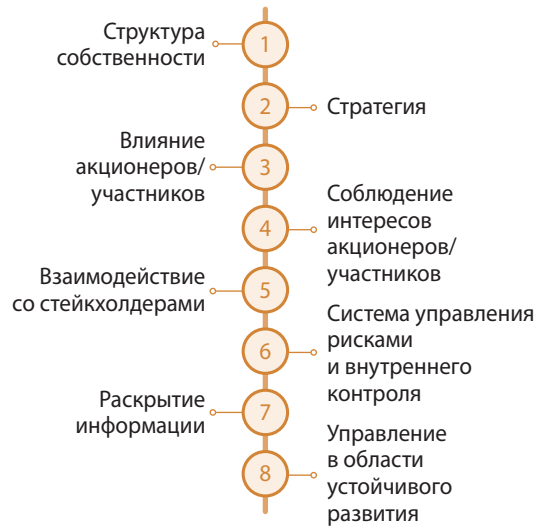 Структура
собственности
1
2
Стратегия
Влияние
акционеров/
участников
3
4
Соблюдение
интересов
акционеров/
участников
Взаимодействие
со стейкхолдерами
5
6
Система управления
рисками
и внутреннего
контроля
Раскрытие
информации
7
8
Управление
в области
устойчивого
развития